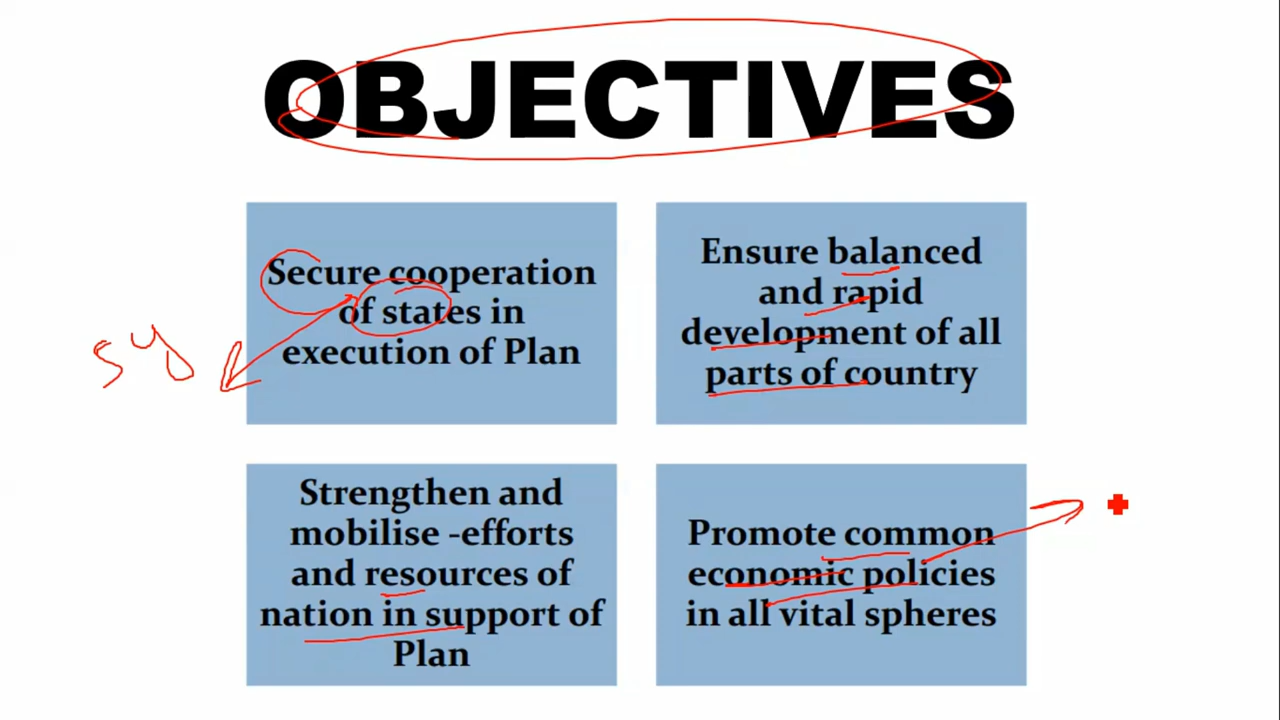 OBJECTIVES
Secure cooperation
of states in
execution of Plan
Ensure balanced
and rapid
development of all
parts of country
sy
Strengthen and
mobilise -efforts
and resources of
nation in support of
Plan
Promote common
economic policies
in all vital spheres